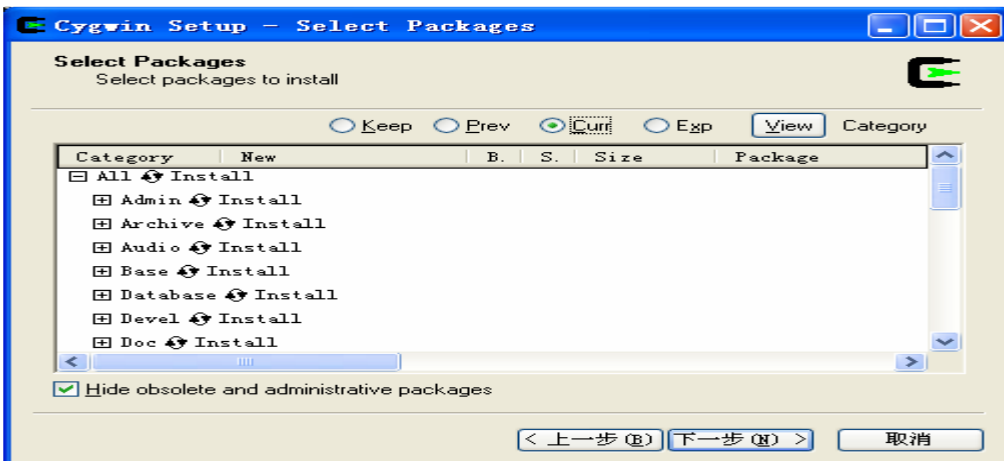 Cygwin Setup - Select Packages
Select Packages
Select packages to install
Keep Prev Curr Exp View Category
Category New B. S. Size Package
All Install
Admin Install
Archive Install
Audio Install
Base Install
Database Install
Devel Install
Doc Install
Hide obsolete and administrative packages
< 上一步(B) 下一步(N) > 取消